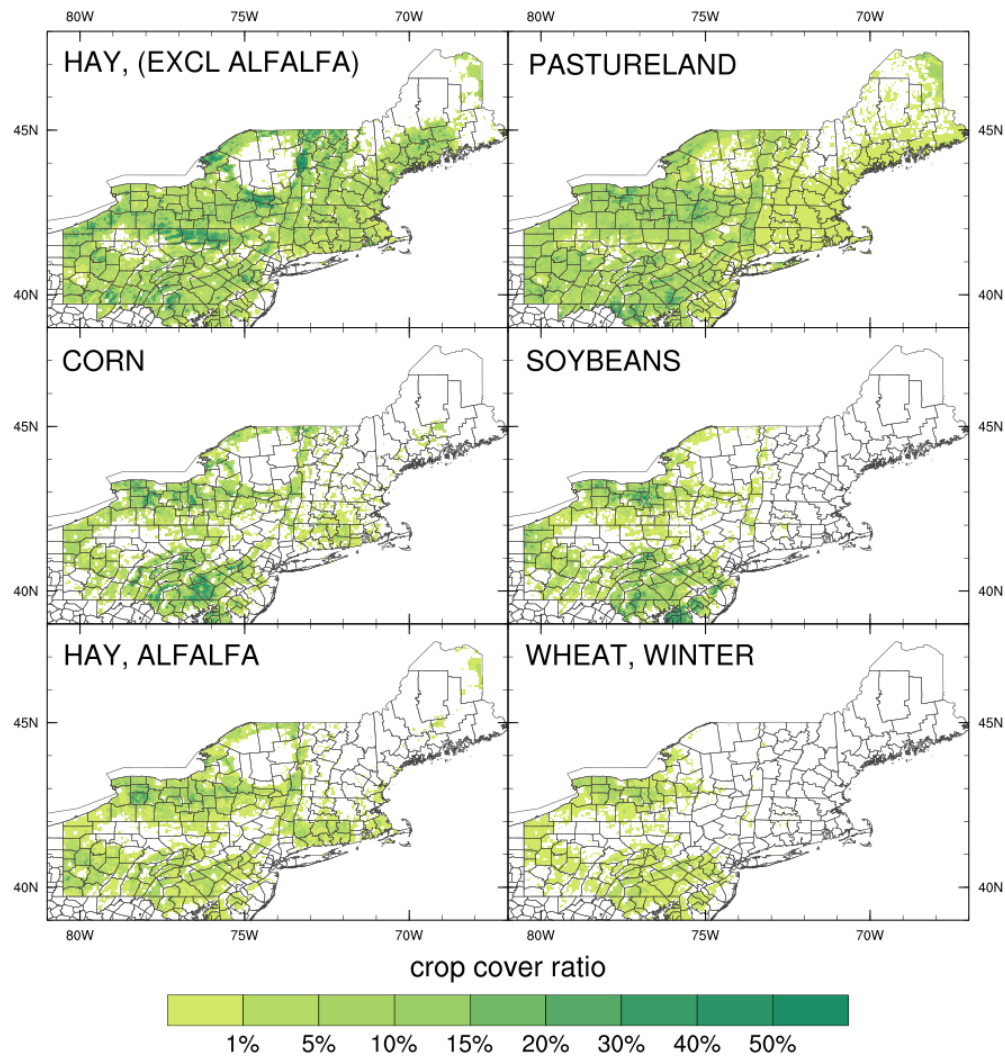 80W 75W 70W 80W 75W 70W
HAY, (EXCL ALFALFA) PASTURELAND
45N 45N
40N 40N
CORN SOYBEANS
45N 45N
40N 40N
HAY, ALFALFA WHEAT, WINTER
45N 45N
40N 40N
80W 75W 70W 80W 75W 70W
crop cover ratio
1% 5% 10% 15% 20% 30% 40% 50%